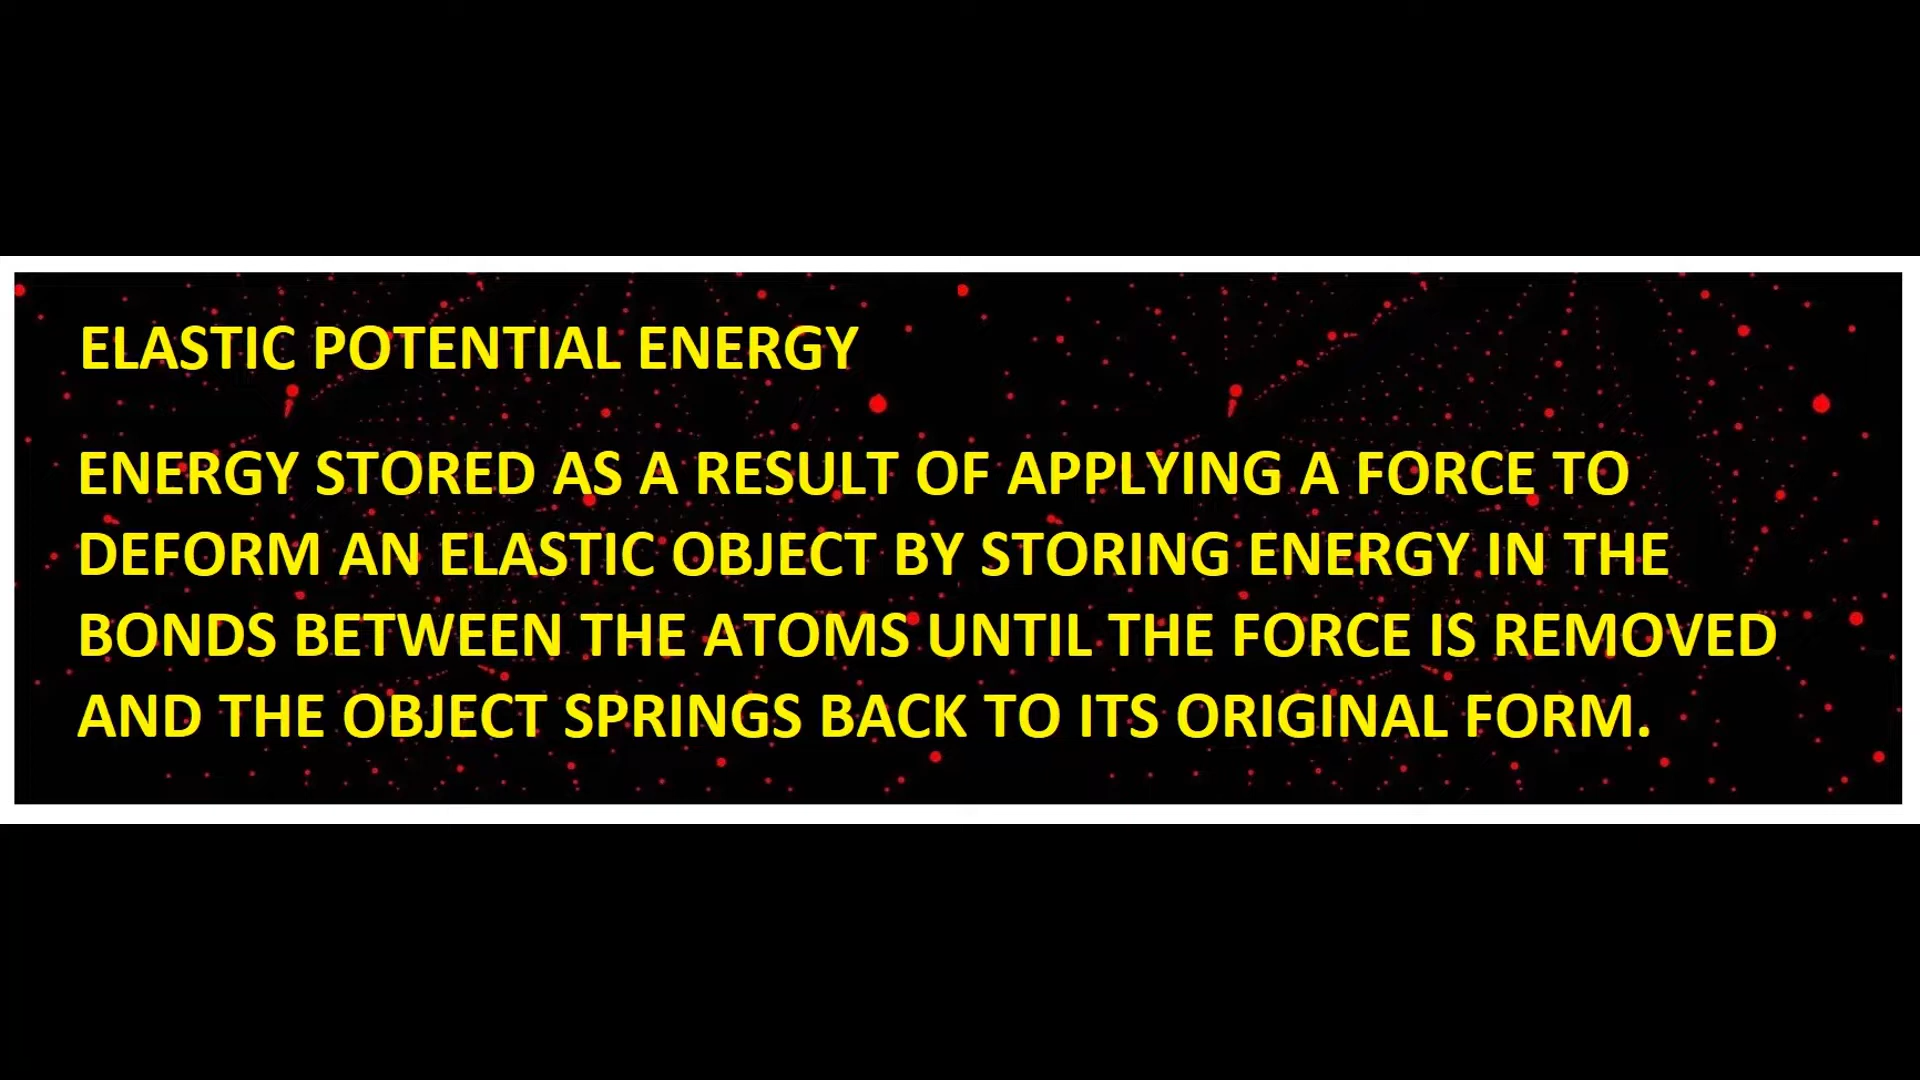 ELASTIC POTENTIAL ENERGY
ENERGY STORED AS A RESULT OF APPLYING A FORCE TO
DEFORM AN ELASTIC OBJECT BY STORING ENERGY IN THE
BONDS BETWEEN THE ATOMS UNTIL THE FORCE IS REMOVED
AND THE OBJECT SPRINGS BACK TO ITS ORIGINAL FORM.